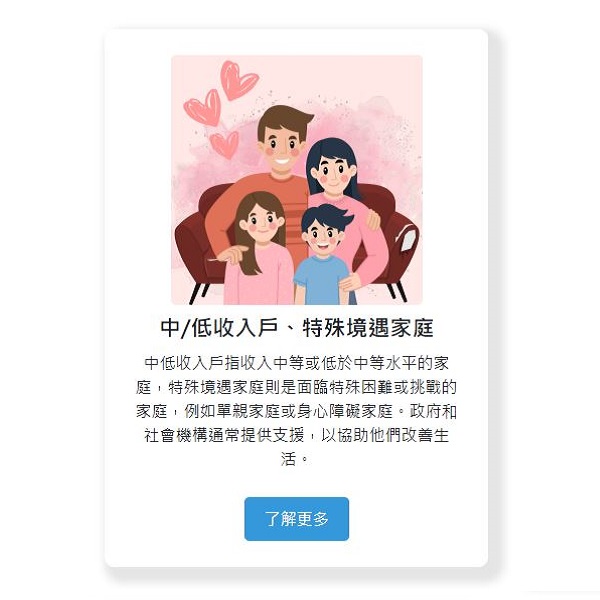 中/低收入戶、特殊境遇家庭
中低收入戶指收入中等或低於中等水平的家
庭，特殊境遇家庭則是面臨特殊困難或挑戰的
家庭，例如單親家庭或身心障礙家庭。政府和
社會機構通常提供支援，以協助他們改善生
活。
了解更多